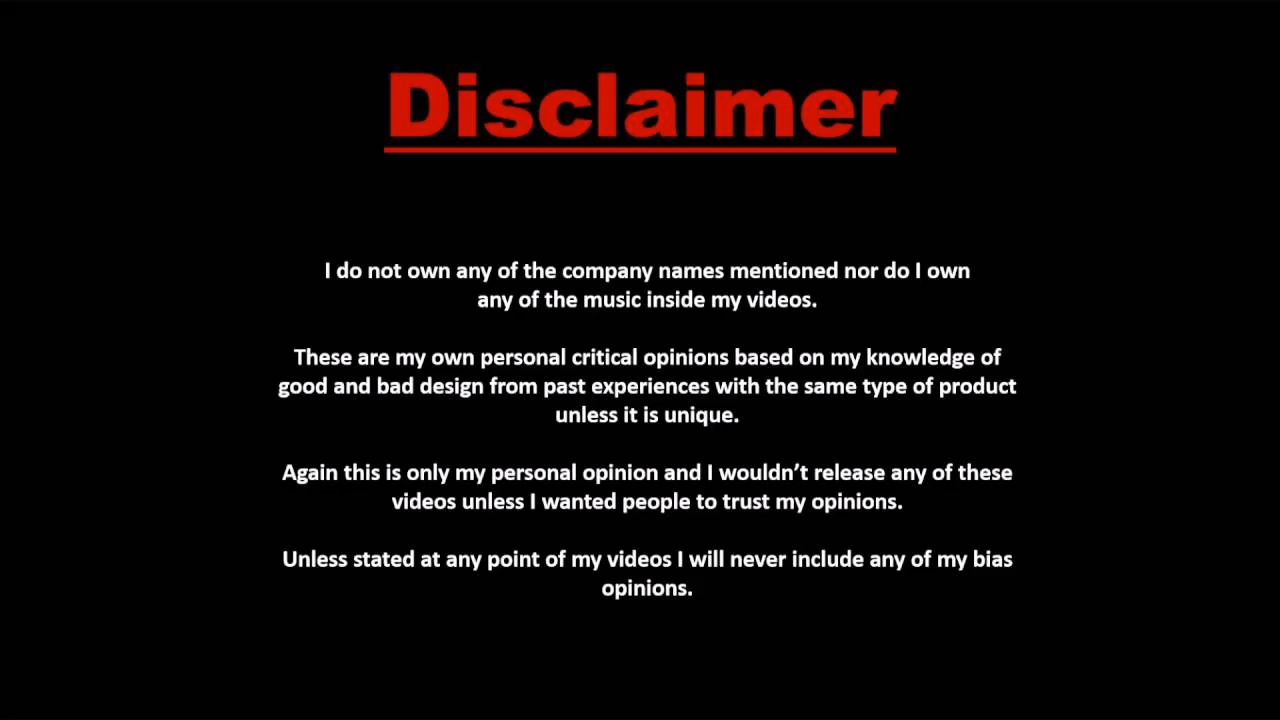 Disclaimer
I do not own any of the company names mentioned nor do I own
any of the music inside my videos.
These are my own personal critical opinions based on my knowledge of
good and bad design from past experiences with the same type of product
unless it is unique.
Again this is only my personal opinion and I wouldn’t release any of these
videos unless I wanted people to trust my opinions.
Unless stated at any point of my videos I will never include any of my bias
opinions.